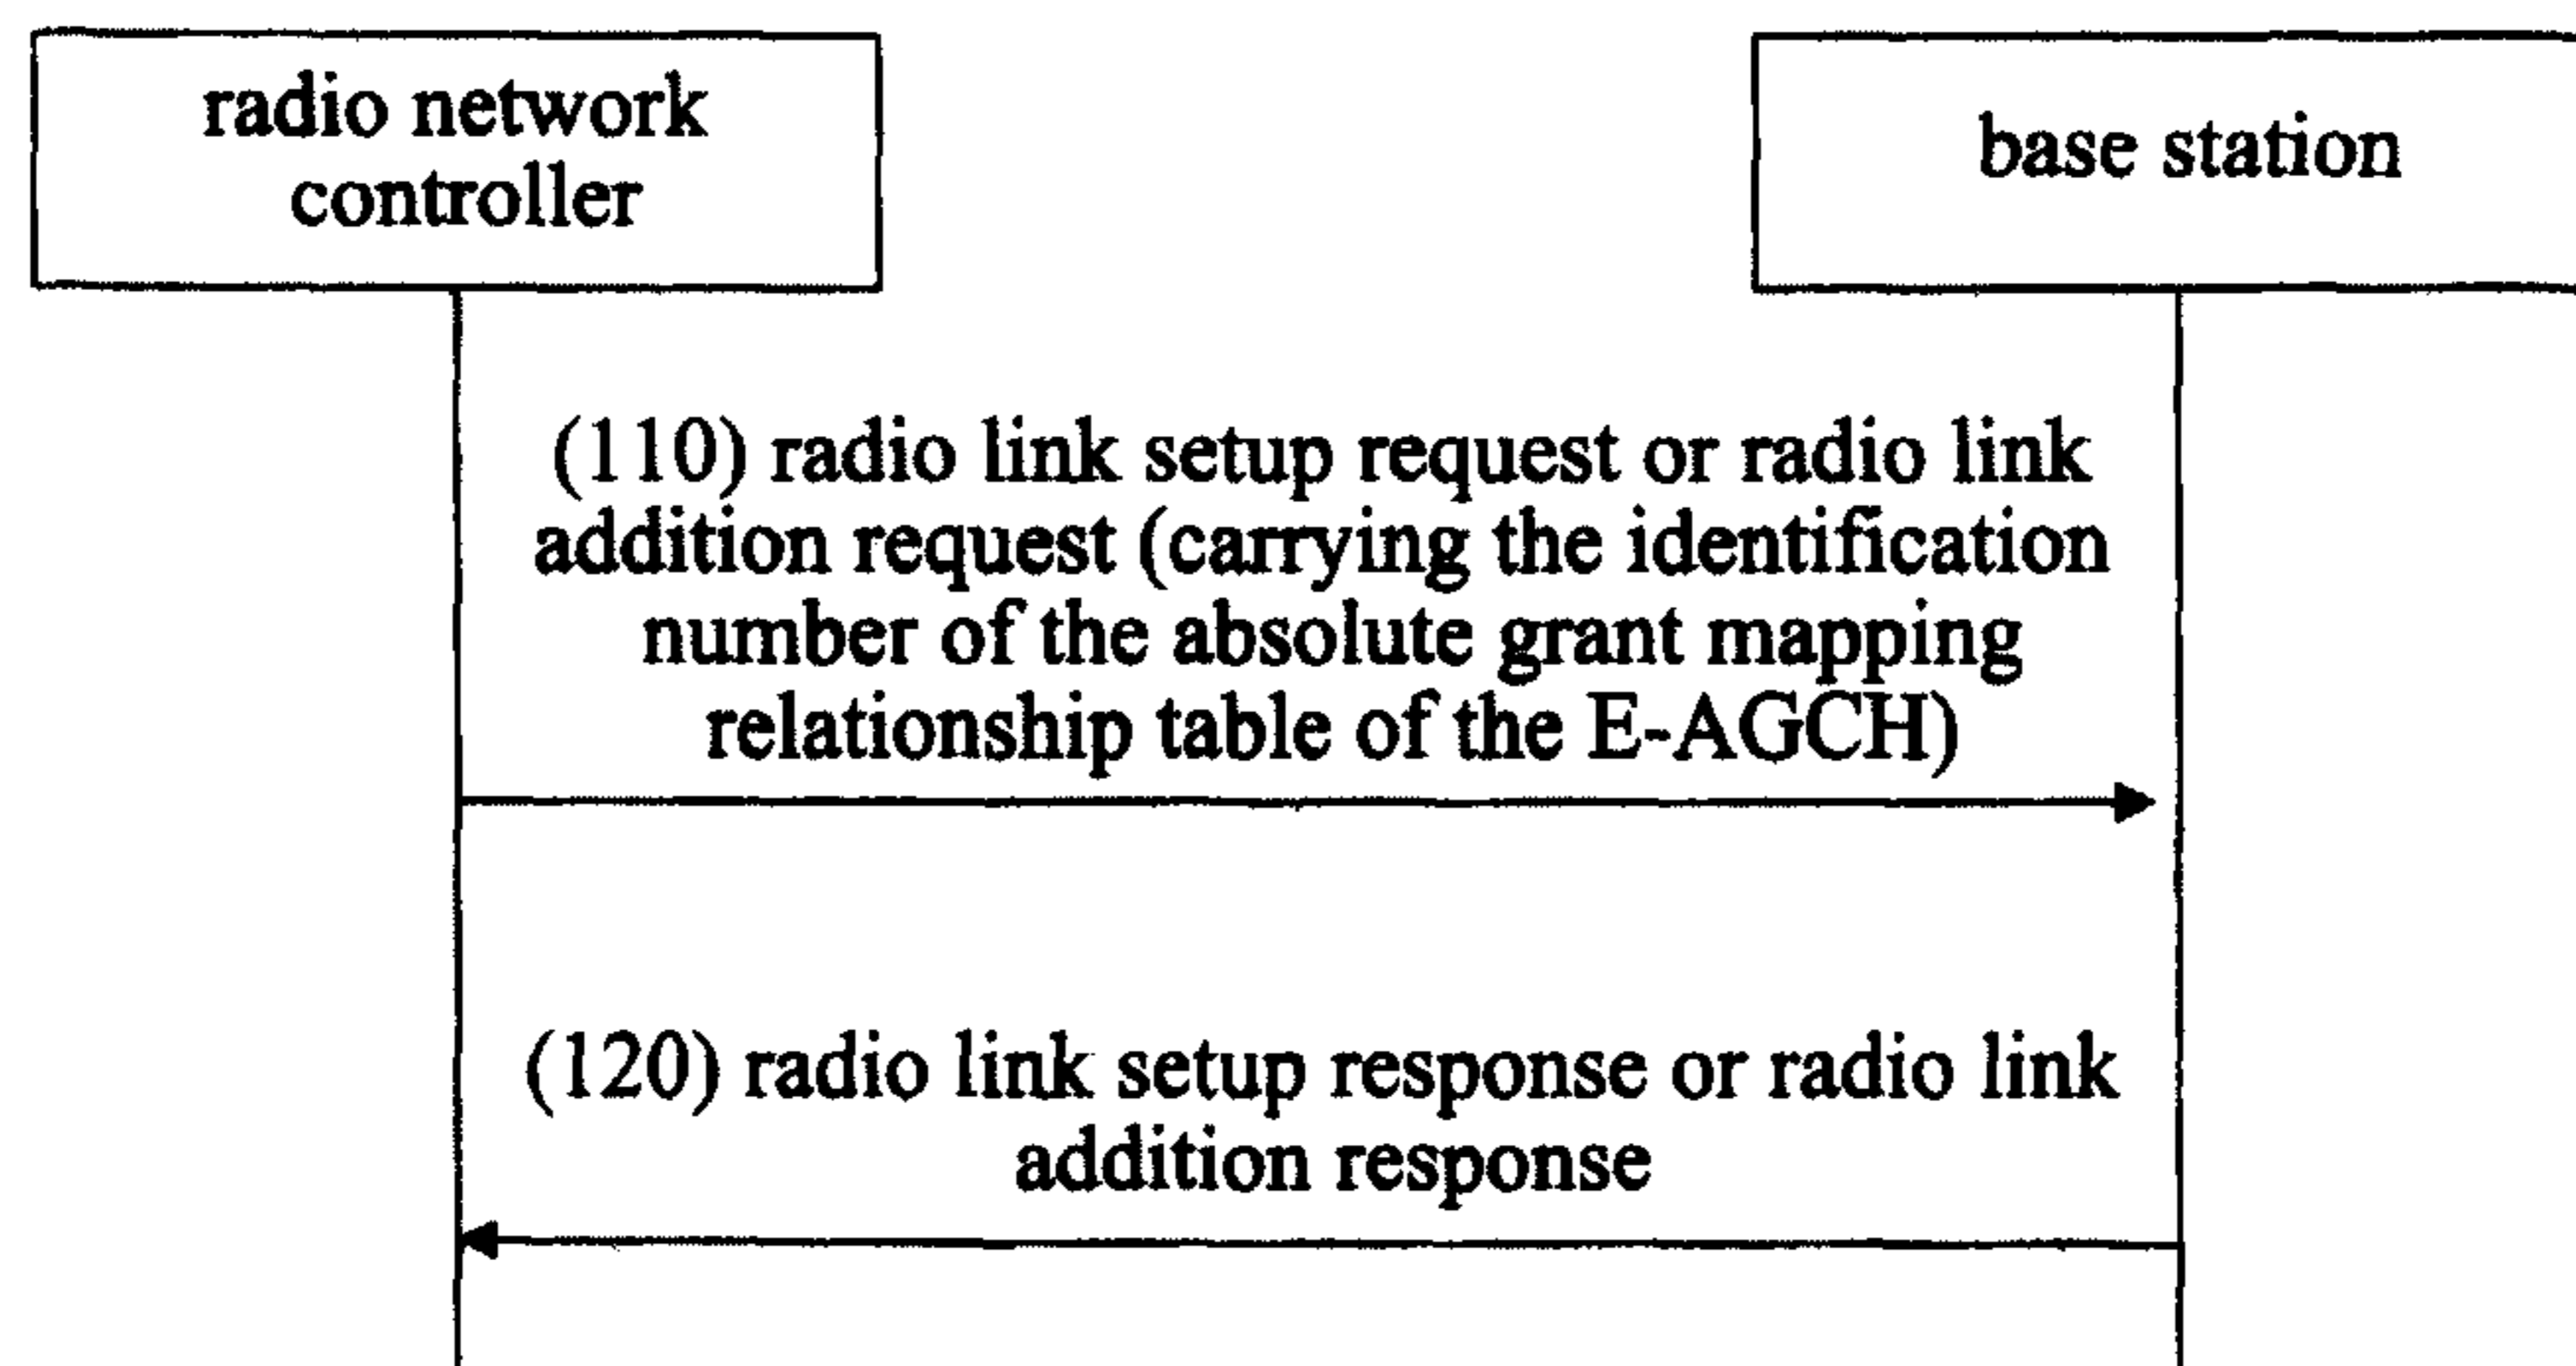 radio network
controller
base station
(110) radio link setup request or radio link
addition request (carrying the identification
number of the absolute grant mapping
relationship table of the E-AGCH)
(120) radio link setup response or radio link
addition response